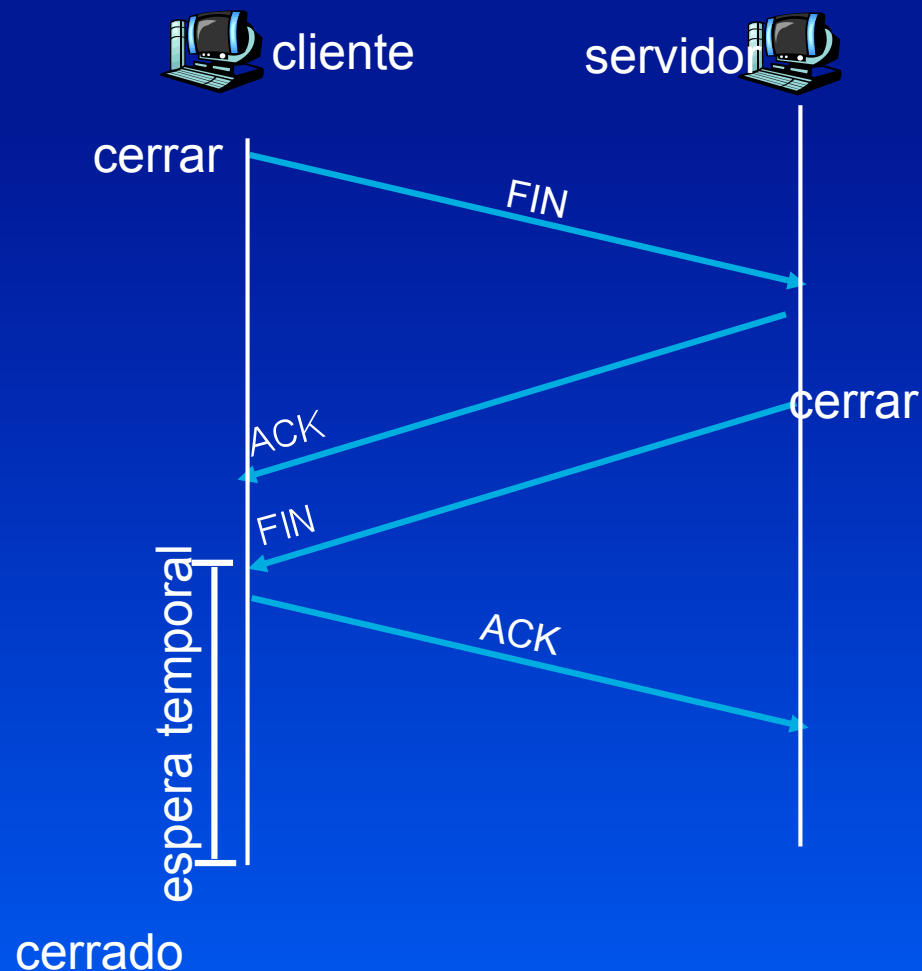 cliente
servidor
cerrar
FIN
cerrar
ACK
FIN
ACK
espera temporal
cerrado